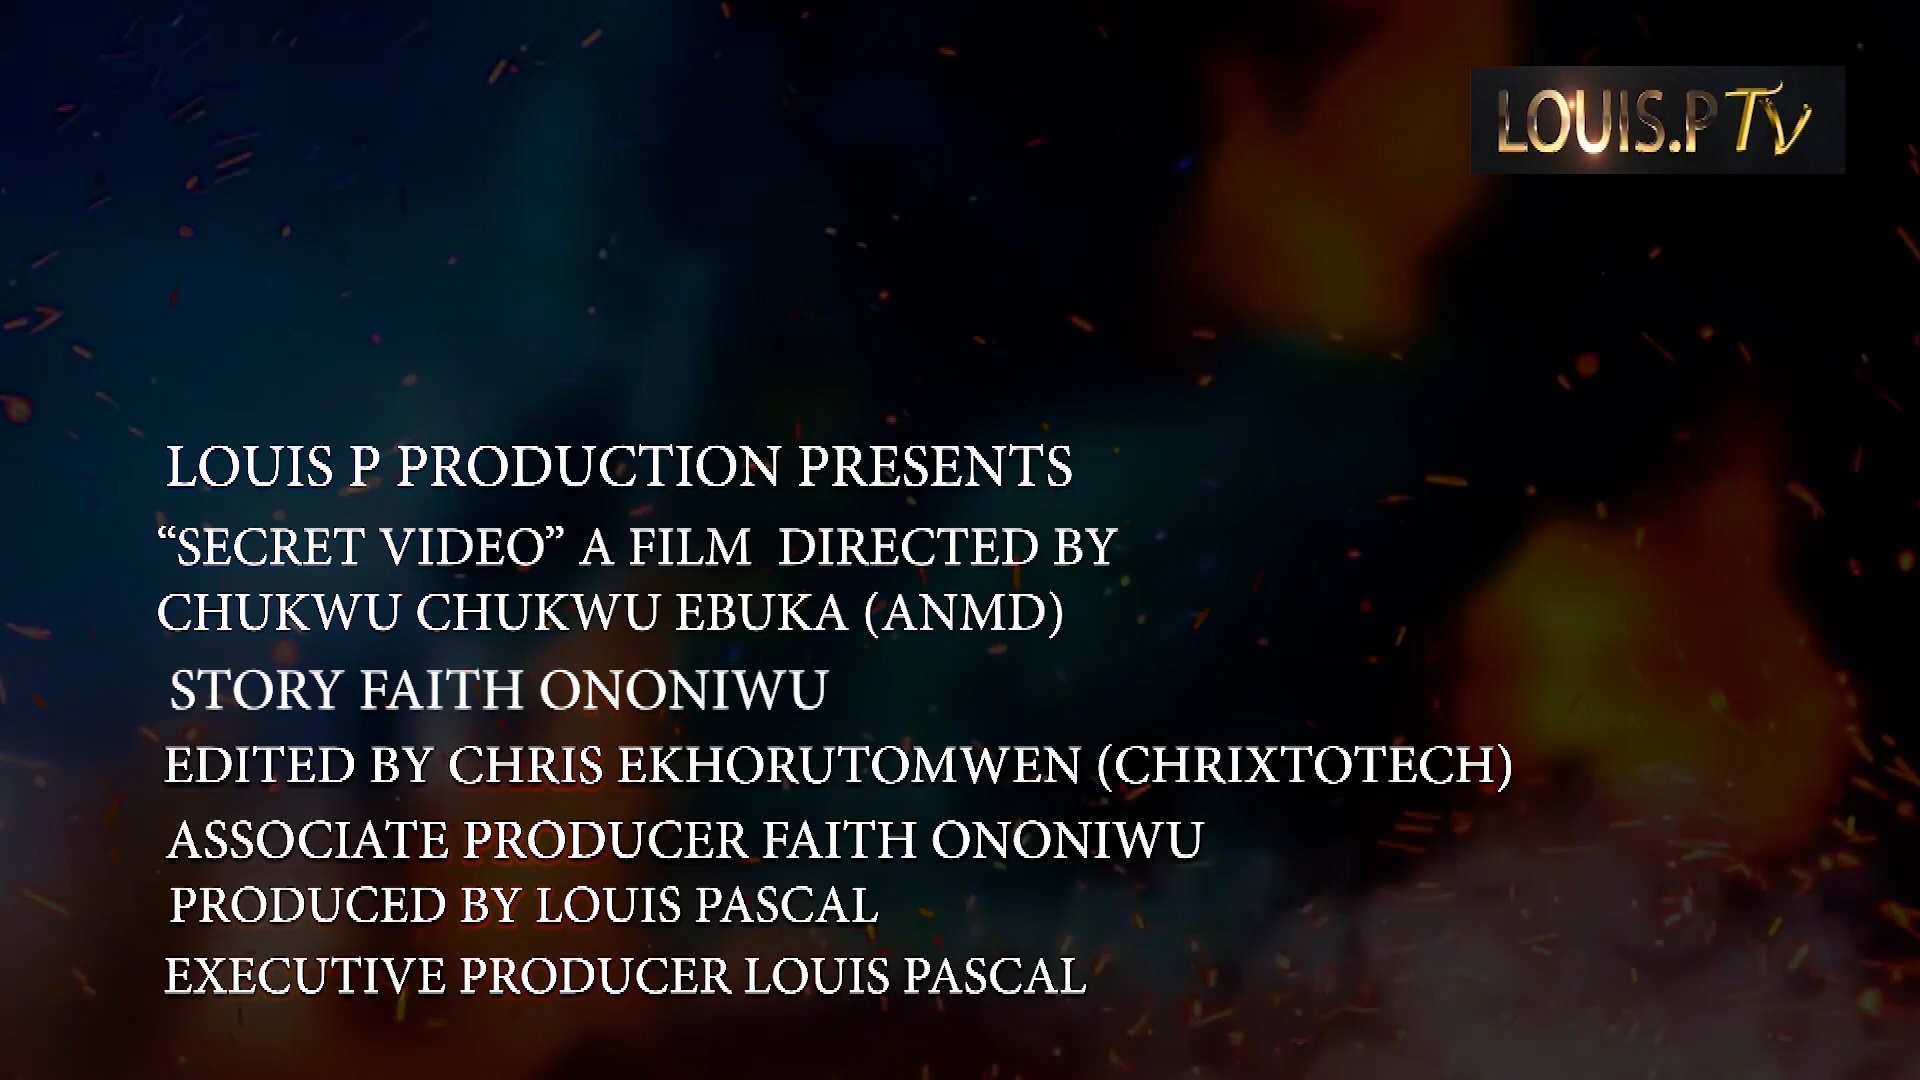 LOUIS.P TV
LOUIS P PRODUCTION PRESENTS
“SECRET VIDEO” A FILM DIRECTED BY
CHUKWU CHUKWU EBUKA (ANMD)
STORY FAITH ONONIWU
EDITED BY CHRIS EKHORUTOMWEN (CHRIXTOTECH)
ASSOCIATE PRODUCER FAITH ONONIWU
PRODUCED BY LOUIS PASCAL
EXECUTIVE PRODUCER LOUIS PASCAL